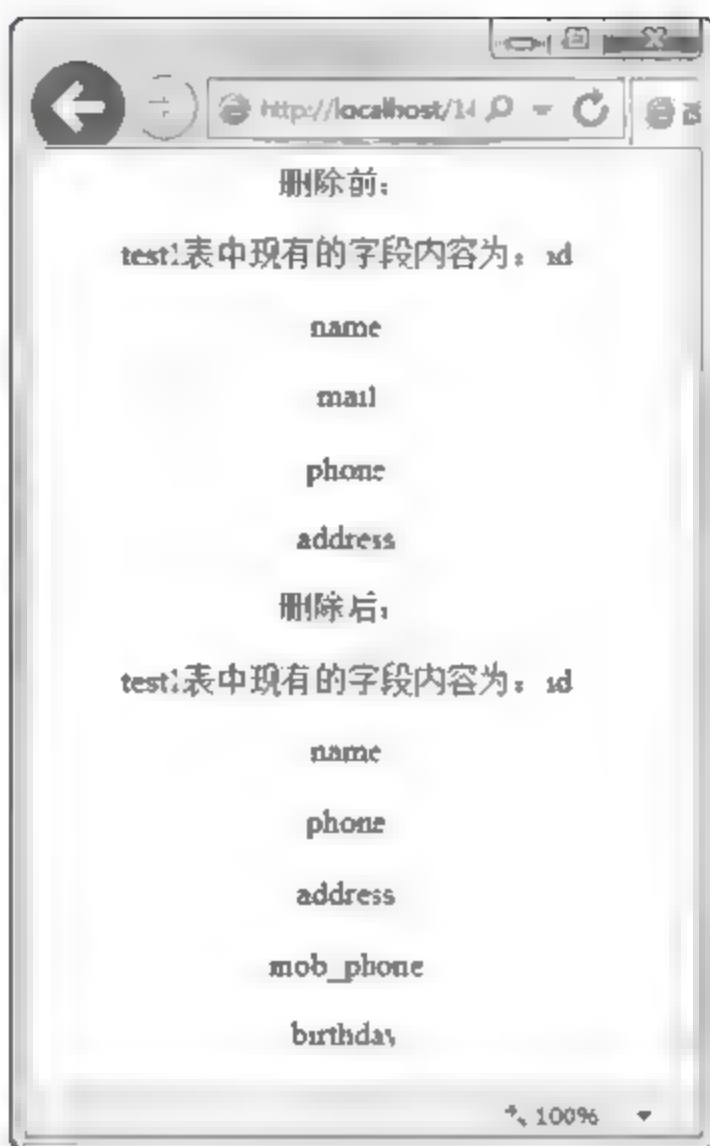 http://localhost/14
删除前：
test1表中现有的字段内容为：id
name
mail
phone
address
删除后：
test1表中现有的字段内容为：id
name
phone
address
mob_phone
birthday
100%